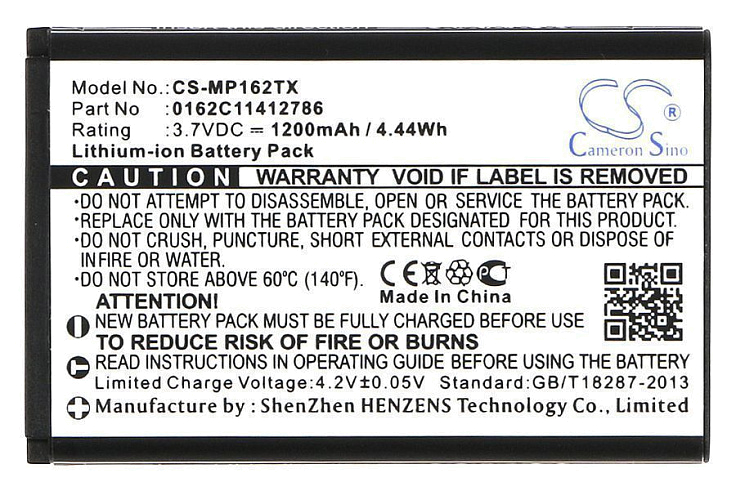 Model No.:CS-MP162TX
Part No :0162C11412786
Rating :3.7VDC ⎓ 1200mAh / 4.44Wh
Lithium-ion Battery Pack
CS
®
Cameron Sino
CAUTION WARRANTY VOID IF LABEL IS REMOVED
•DO NOT ATTEMPT TO DISASSEMBLE, OPEN OR SERVICE THE BATTERY PACK.
•REPLACE ONLY WITH THE BATTERY PACK DESIGNATED FOR THIS PRODUCT.
•DO NOT CRUSH, PUNCTURE, SHORT EXTERNAL CONTACTS OR DISPOSE
IN FIRE OR WATER.
•DO NOT STORE ABOVE 60°C (140°F).
CE PCT
Made In China
ATTENTION!
NEW BATTERY PACK MUST BE FULLY CHARGED BEFORE USE
TO REDUCE RISK OF FIRE OR BURNS
READ INSTRUCTIONS IN OPERATING GUIDE BEFORE USING BATTERY PACK
Limited Charge Voltage:4.2V±0.05V Standard:GB/T18287-2013
Manufacture by : ShenZhen HENZENS Technology Co., Limited